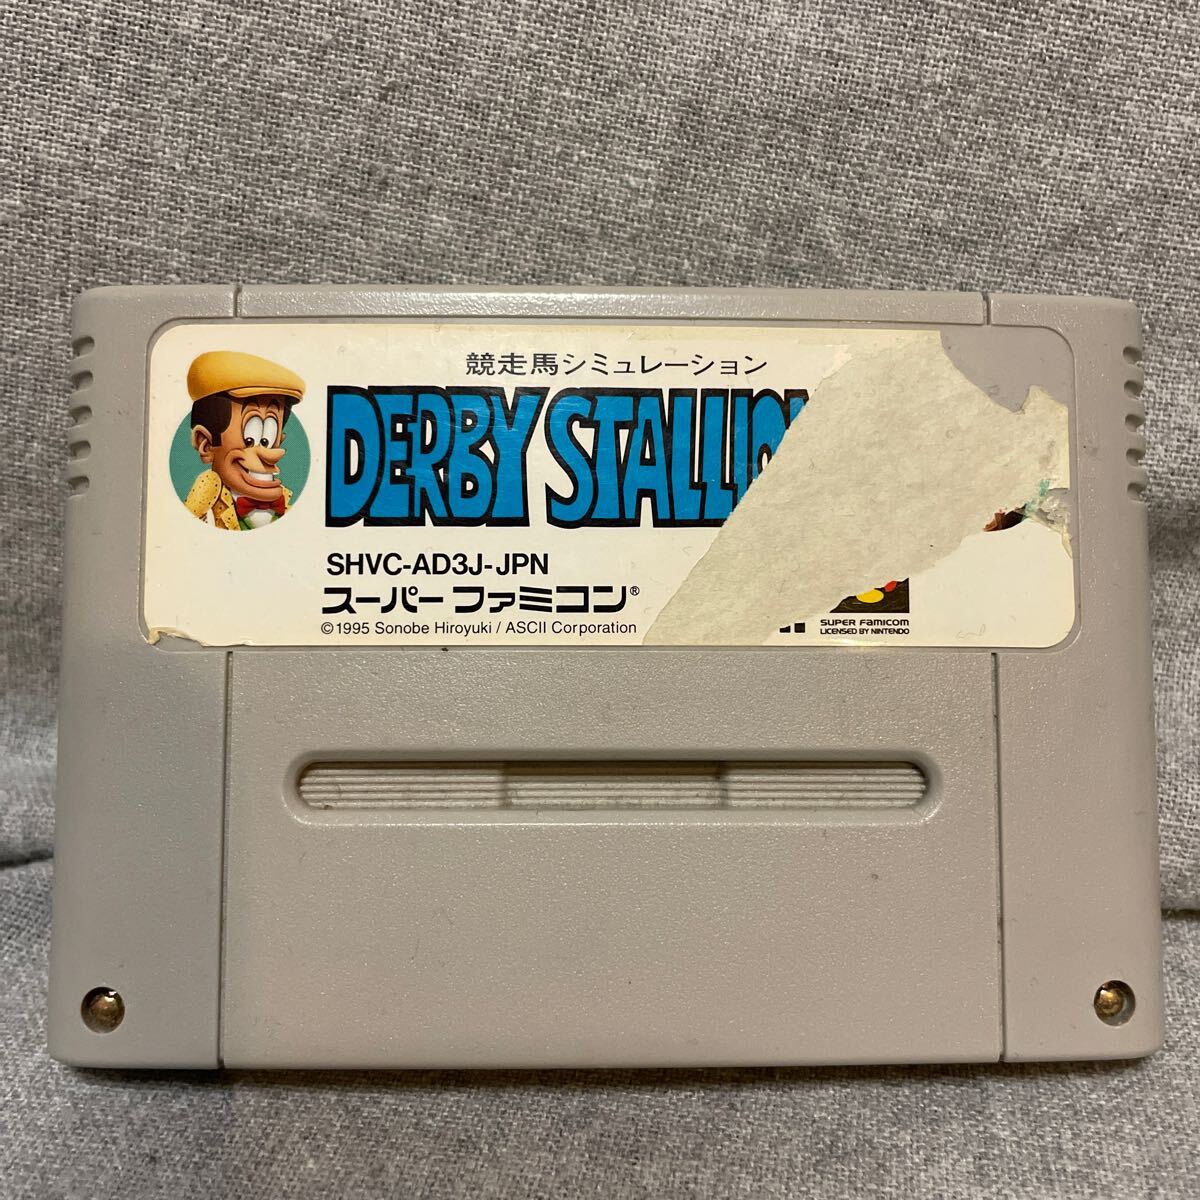 競走馬シミュレーション
DERBY STALLION
SHVC-AD3J-JPN
スーパーファミコン®
©1995 Sonobe Hiroyuki / ASCII Corporation
SUPER FAMICOM
LICENSED BY NINTENDO